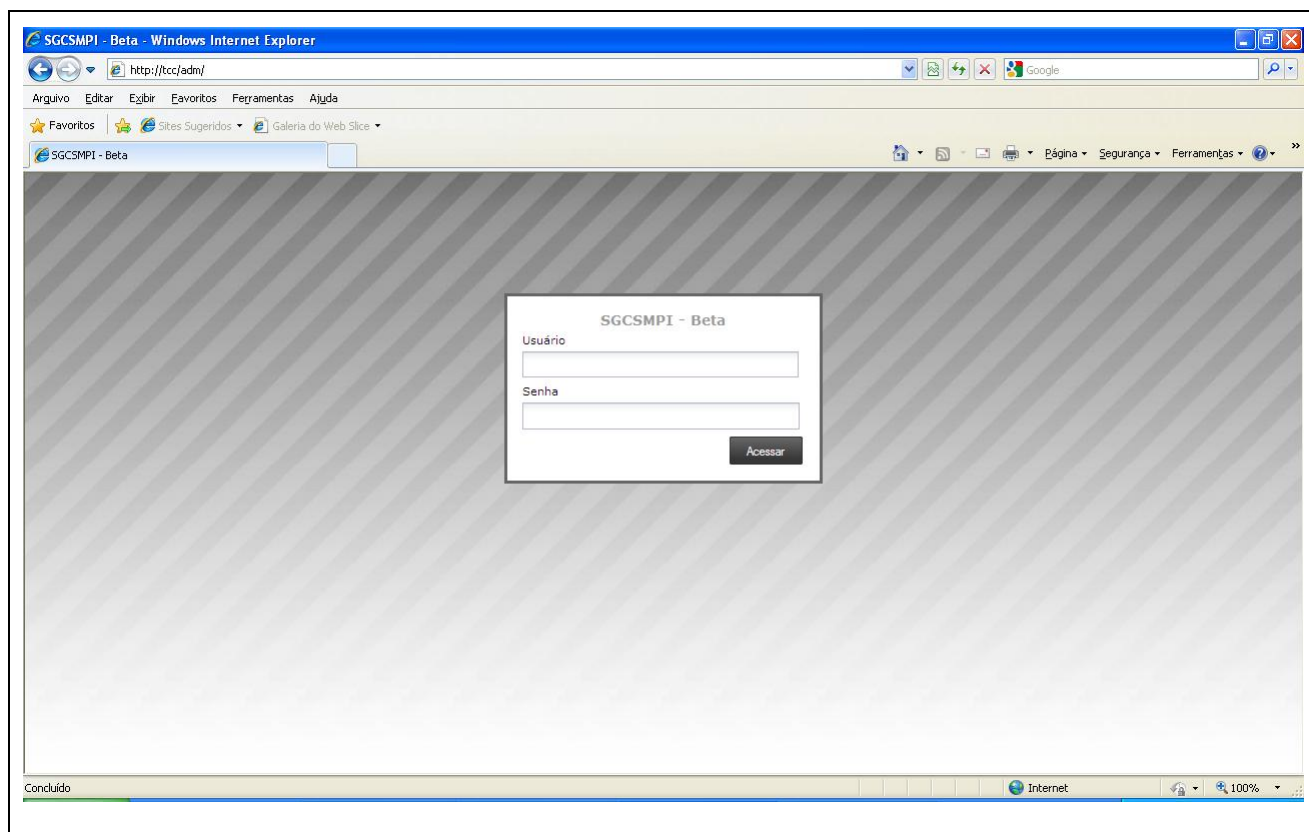 SGCSMPI - Beta - Windows Internet Explorer
http://tcc/adm/
Google
Arquivo Editar Exibir Favoritos Ferramentas Ajuda
Favoritos Sites Sugeridos Galeria do Web Slice
SGCSMPI - Beta
Página Segurança Ferramentas »
SGCSMPI - Beta
Usuário
Senha
Acessar
Concluído Internet 100%